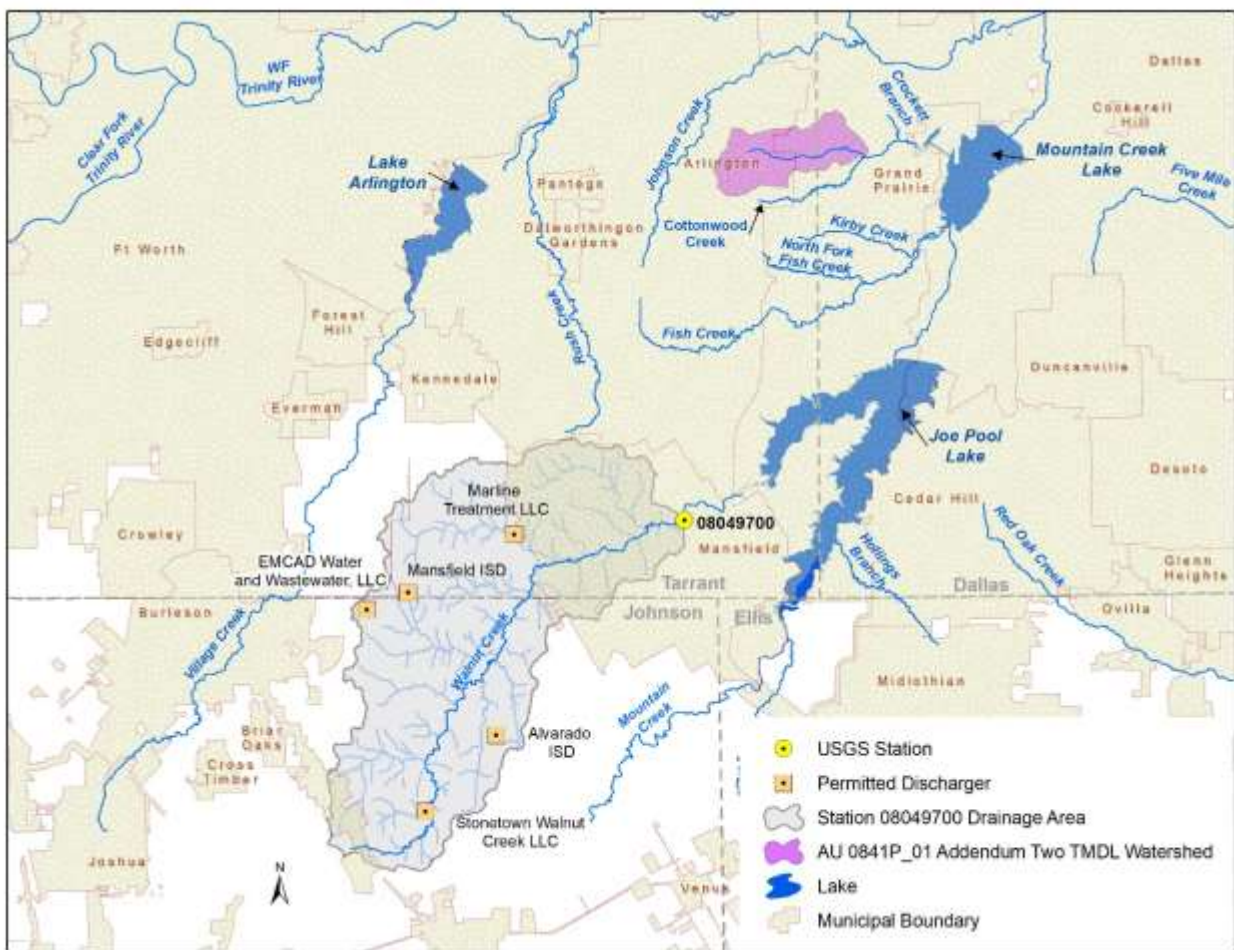 WF
Trinity River
Clear Fork
Trinity River
Lake
Arlington
Pantego
Dalworthington
Gardens
Rush Creek
Johnson Creek
Arlington
Crockett
Branch
Grand
Prairie
Cottonwood
Creek
Kirby Creek
North Fork
Fish Creek
Fish Creek
Dallas
Cockerell
Hill
Mountain Creek
Lake
Five Mile
Creek
Ft Worth
Forest
Hill
Edgecliff
Kennedale
Everman
Duncanville
Joe Pool
Lake
Desoto
Cedar Hill
Crowley
Marline
Treatment LLC
08049700
Mansfield
EMCAD Water
and Wastewater, LLC
Mansfield ISD
Hollings
Branch
Red Oak Creek
Glenn
Heights
Tarrant
Johnson
Ellis
Dallas
Ovilla
Burleson
Village Creek
Walnut Creek
Mountain
Creek
Midlothian
Briar
Oaks
Cross
Timber
Alvarado
ISD
Stonetown Walnut
Creek LLC
Joshua
Venus
N
USGS Station
Permitted Discharger
Station 08049700 Drainage Area
AU 0841P_01 Addendum Two TMDL Watershed
Lake
Municipal Boundary